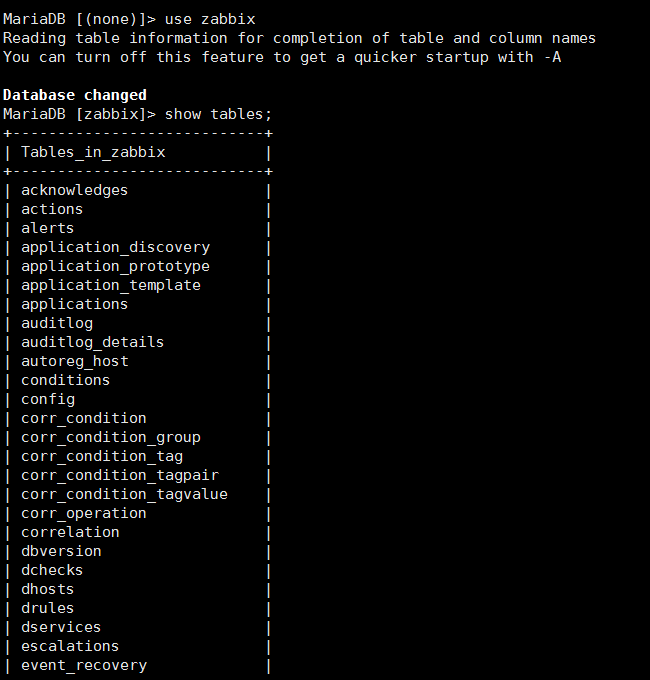 MariaDB [(none)]> use zabbix
Reading table information for completion of table and column names
You can turn off this feature to get a quicker startup with -A
Database changed
MariaDB [zabbix]> show tables;
+----------------------------+
| Tables_in_zabbix           |
+----------------------------+
| acknowledges               |
| actions                    |
| alerts                     |
| application_discovery      |
| application_prototype      |
| application_template       |
| applications               |
| auditlog                   |
| auditlog_details           |
| autoreg_host               |
| conditions                 |
| config                     |
| corr_condition             |
| corr_condition_group       |
| corr_condition_tag         |
| corr_condition_tagpair     |
| corr_condition_tagvalue    |
| corr_operation             |
| correlation                |
| dbversion                  |
| dchecks                    |
| dhosts                     |
| drules                     |
| dservices                  |
| escalations                |
| event_recovery             |